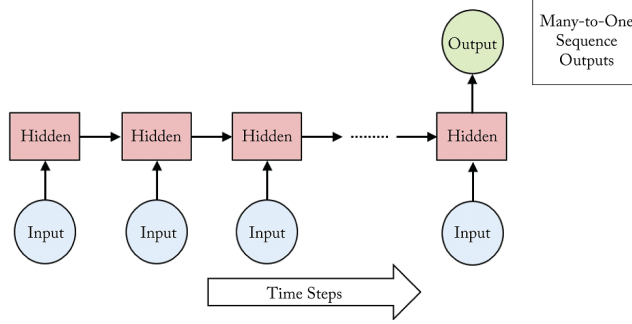 Output
Many-to-One
Sequence
Outputs
Hidden
Hidden
Hidden
Hidden
Input
Input
Input
Input
Time Steps